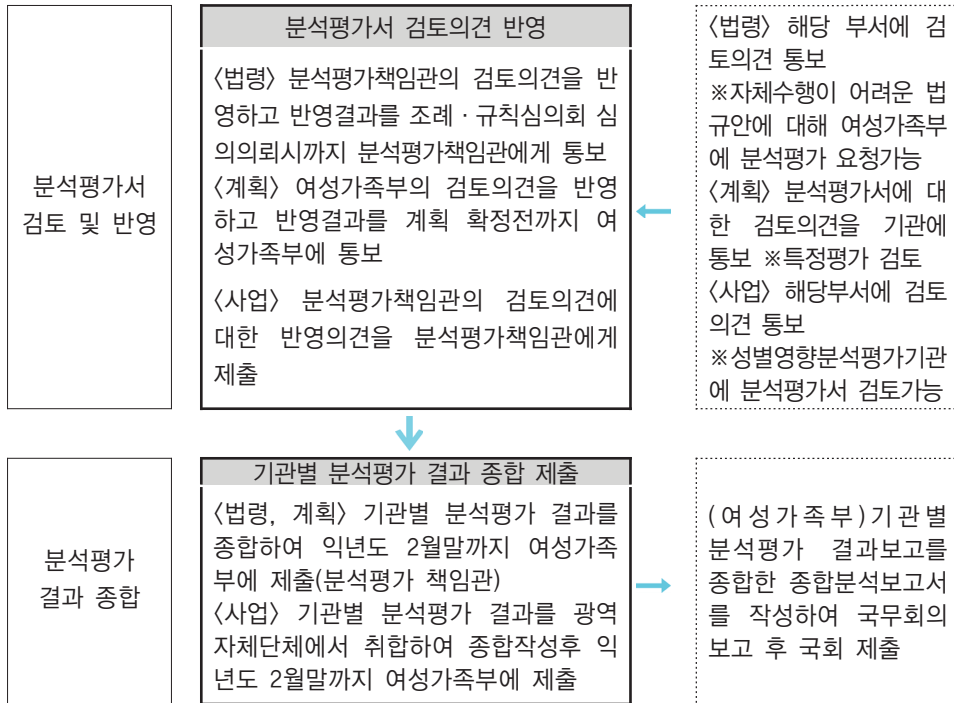 분석평가서
검토 및 반영
분석평가서 검토의견 반영
〈법령〉 분석평가책임관의 검토의견을 반
영하고 반영결과를 조례·규칙심의회 심
의의뢰시까지 분석평가책임관에게 통보
〈계획〉 여성가족부의 검토의견을 반영
하고 반영결과를 계획 확정전까지 여
성가족부에 통보
〈사업〉 분석평가책임관의 검토의견에
대한 반영의견을 분석평가책임관에게
제출
〈법령〉 해당 부서에 검
토의견 통보
※자체수행이 어려운 법
규안에 대해 여성가족부
에 분석평가 요청가능
〈계획〉 분석평가서에 대
한 검토의견을 기관에
통보 ※특정평가 검토
〈사업〉 해당부서에 검토
의견 통보
※성별영향분석평가기관
에 분석평가서 검토가능
분석평가
결과 종합
기관별 분석평가 결과 종합 제출
〈법령, 계획〉 기관별 분석평가 결과를
종합하여 익년도 2월말까지 여성가족
부에 제출(분석평가 책임관)
〈사업〉 기관별 분석평가 결과를 광역
자체단체에서 취합하여 종합작성후 익
년도 2월말까지 여성가족부에 제출
(여성가족부)기관별
분석평가 결과보고를
종합한 종합분석보고서
를 작성하여 국무회의
보고 후 국회 제출